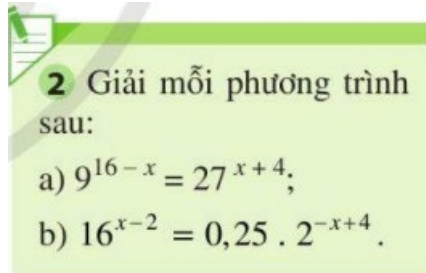 2 Giải mỗi phương trình
sau:
a) 9^{16 – x} = 27^{x + 4};
b) 16^{x–2} = 0,25 . 2^{–x+4} .